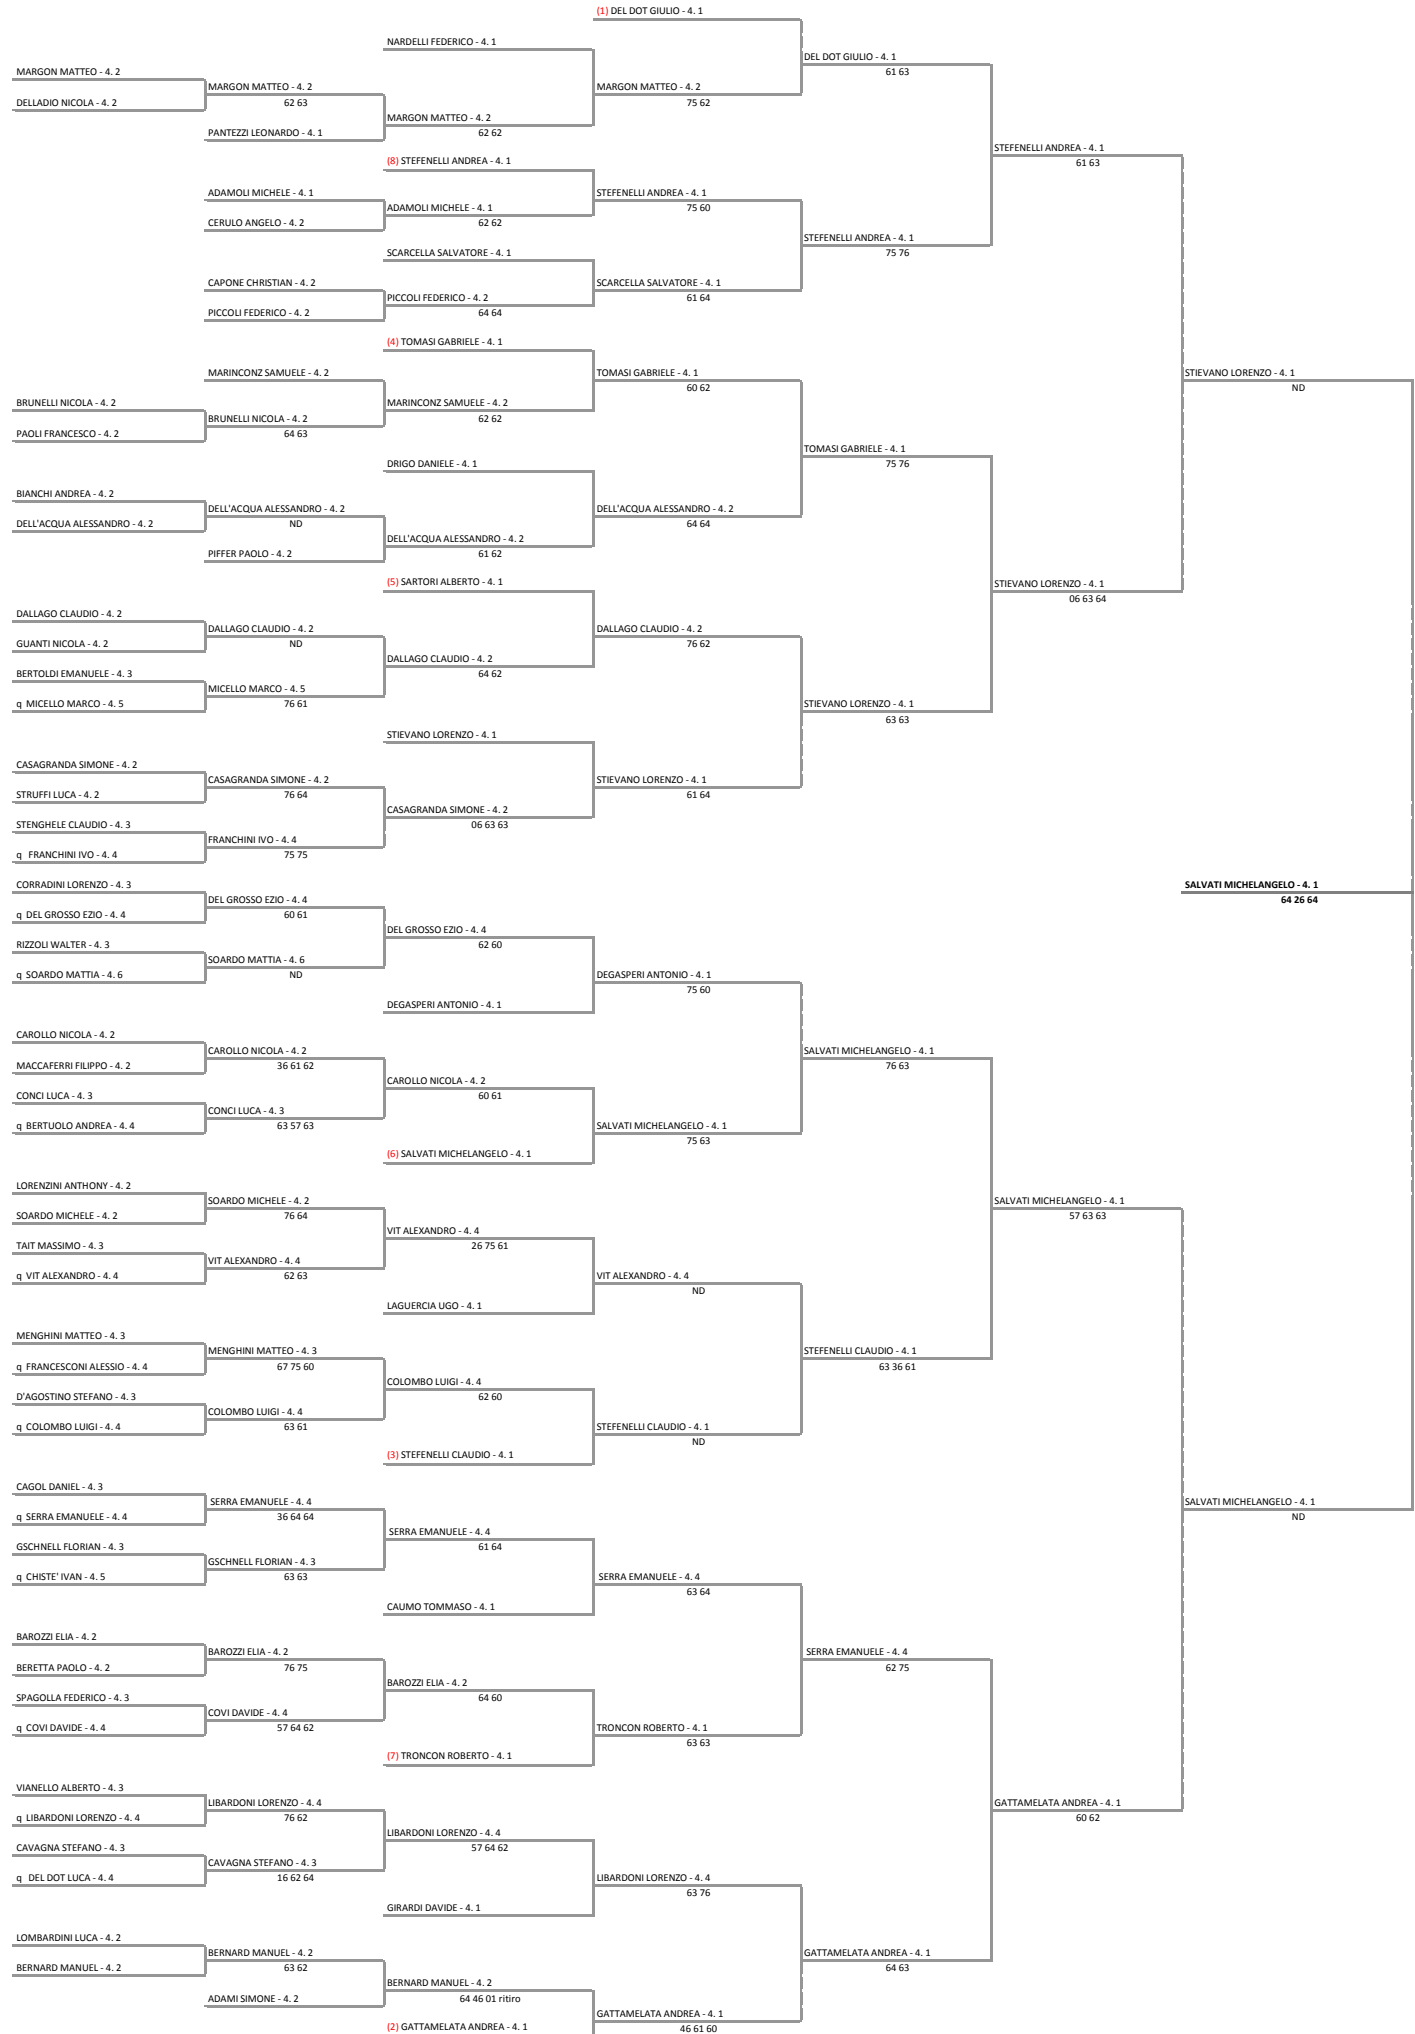 (1) DEL DOT GIULIO - 4. 1
NARDELLI FEDERICO - 4. 1
DEL DOT GIULIO - 4. 1
61 63
MARGON MATTEO - 4. 2
MARGON MATTEO - 4. 2
62 63
MARGON MATTEO - 4. 2
75 62
DELLADIO NICOLA - 4. 2
MARGON MATTEO - 4. 2
62 62
PANTEZZI LEONARDO - 4. 1
STEFENELLI ANDREA - 4. 1
61 63
(8) STEFENELLI ANDREA - 4. 1
ADAMOLI MICHELE - 4. 1
STEFENELLI ANDREA - 4. 1
75 60
ADAMOLI MICHELE - 4. 1
62 62
CERULO ANGELO - 4. 2
STEFENELLI ANDREA - 4. 1
75 76
SCARCELLA SALVATORE - 4. 1
CAPONE CHRISTIAN - 4. 2
SCARCELLA SALVATORE - 4. 1
61 64
PICCOLI FEDERICO - 4. 2
64 64
PICCOLI FEDERICO - 4. 2
(4) TOMASI GABRIELE - 4. 1
MARINCONZ SAMUELE - 4. 2
TOMASI GABRIELE - 4. 1
60 62
STIEVANO LORENZO - 4. 1
ND
BRUNELLI NICOLA - 4. 2
MARINCONZ SAMUELE - 4. 2
62 62
BRUNELLI NICOLA - 4. 2
64 63
PAOLI FRANCESCO - 4. 2
TOMASI GABRIELE - 4. 1
75 76
DRIGO DANIELE - 4. 1
BIANCHI ANDREA - 4. 2
DELL'ACQUA ALESSANDRO - 4. 2
ND
DELL'ACQUA ALESSANDRO - 4. 2
64 64
DELL'ACQUA ALESSANDRO - 4. 2
DELL'ACQUA ALESSANDRO - 4. 2
61 62
PIFFER PAOLO - 4. 2
(5) SARTORI ALBERTO - 4. 1
STIEVANO LORENZO - 4. 1
06 63 64
DALLAGO CLAUDIO - 4. 2
DALLAGO CLAUDIO - 4. 2
ND
DALLAGO CLAUDIO - 4. 2
76 62
GUANTI NICOLA - 4. 2
DALLAGO CLAUDIO - 4. 2
64 62
BERTOLDI EMANUELE - 4. 3
MICELLO MARCO - 4. 5
76 61
q MICELLO MARCO - 4. 5
STIEVANO LORENZO - 4. 1
63 63
STIEVANO LORENZO - 4. 1
CASAGRANDA SIMONE - 4. 2
CASAGRANDA SIMONE - 4. 2
76 64
STIEVANO LORENZO - 4. 1
61 64
STRUFFI LUCA - 4. 2
CASAGRANDA SIMONE - 4. 2
06 63 63
STENGHELE CLAUDIO - 4. 3
FRANCHINI IVO - 4. 4
75 75
q FRANCHINI IVO - 4. 4
CORRADINI LORENZO - 4. 3
SALVATI MICHELANGELO - 4. 1
64 26 64
DEL GROSSO EZIO - 4. 4
60 61
q DEL GROSSO EZIO - 4. 4
DEL GROSSO EZIO - 4. 4
62 60
RIZZOLI WALTER - 4. 3
SOARDO MATTIA - 4. 6
ND
q SOARDO MATTIA - 4. 6
DEGASPERI ANTONIO - 4. 1
75 60
DEGASPERI ANTONIO - 4. 1
CAROLLO NICOLA - 4. 2
CAROLLO NICOLA - 4. 2
36 61 62
SALVATI MICHELANGELO - 4. 1
76 63
MACCAFERRI FILIPPO - 4. 2
CAROLLO NICOLA - 4. 2
60 61
CONCI LUCA - 4. 3
CONCI LUCA - 4. 3
63 57 63
q BERTUOLO ANDREA - 4. 4
SALVATI MICHELANGELO - 4. 1
75 63
(6) SALVATI MICHELANGELO - 4. 1
LORENZINI ANTHONY - 4. 2
SOARDO MICHELE - 4. 2
76 64
SALVATI MICHELANGELO - 4. 1
57 63 63
SOARDO MICHELE - 4. 2
VIT ALEXANDRO - 4. 4
26 75 61
TAIT MASSIMO - 4. 3
VIT ALEXANDRO - 4. 4
62 63
q VIT ALEXANDRO - 4. 4
VIT ALEXANDRO - 4. 4
ND
LAGUERCIA UGO - 4. 1
MENGHINI MATTEO - 4. 3
MENGHINI MATTEO - 4. 3
67 75 60
STEFENELLI CLAUDIO - 4. 1
63 36 61
q FRANCESCONI ALESSIO - 4. 4
COLOMBO LUIGI - 4. 4
62 60
D'AGOSTINO STEFANO - 4. 3
COLOMBO LUIGI - 4. 4
63 61
q COLOMBO LUIGI - 4. 4
STEFENELLI CLAUDIO - 4. 1
ND
(3) STEFENELLI CLAUDIO - 4. 1
CAGOL DANIEL - 4. 3
SERRA EMANUELE - 4. 4
36 64 64
SALVATI MICHELANGELO - 4. 1
ND
q SERRA EMANUELE - 4. 4
SERRA EMANUELE - 4. 4
61 64
GSCHNELL FLORIAN - 4. 3
GSCHNELL FLORIAN - 4. 3
63 63
q CHISTE' IVAN - 4. 5
SERRA EMANUELE - 4. 4
63 64
CAUMO TOMMASO - 4. 1
BAROZZI ELIA - 4. 2
BAROZZI ELIA - 4. 2
76 75
SERRA EMANUELE - 4. 4
62 75
BERETTA PAOLO - 4. 2
BAROZZI ELIA - 4. 2
64 60
SPAGOLLA FEDERICO - 4. 3
COVI DAVIDE - 4. 4
57 64 62
q COVI DAVIDE - 4. 4
TRONCON ROBERTO - 4. 1
63 63
(7) TRONCON ROBERTO - 4. 1
VIANELLO ALBERTO - 4. 3
LIBARDONI LORENZO - 4. 4
76 62
GATTAMELATA ANDREA - 4. 1
60 62
q LIBARDONI LORENZO - 4. 4
LIBARDONI LORENZO - 4. 4
57 64 62
CAVAGNA STEFANO - 4. 3
CAVAGNA STEFANO - 4. 3
16 62 64
q DEL DOT LUCA - 4. 4
LIBARDONI LORENZO - 4. 4
63 76
GIRARDI DAVIDE - 4. 1
LOMBARDINI LUCA - 4. 2
BERNARD MANUEL - 4. 2
63 62
GATTAMELATA ANDREA - 4. 1
64 63
BERNARD MANUEL - 4. 2
BERNARD MANUEL - 4. 2
64 46 01 ritiro
ADAMI SIMONE - 4. 2
GATTAMELATA ANDREA - 4. 1
46 61 60
(2) GATTAMELATA ANDREA - 4. 1